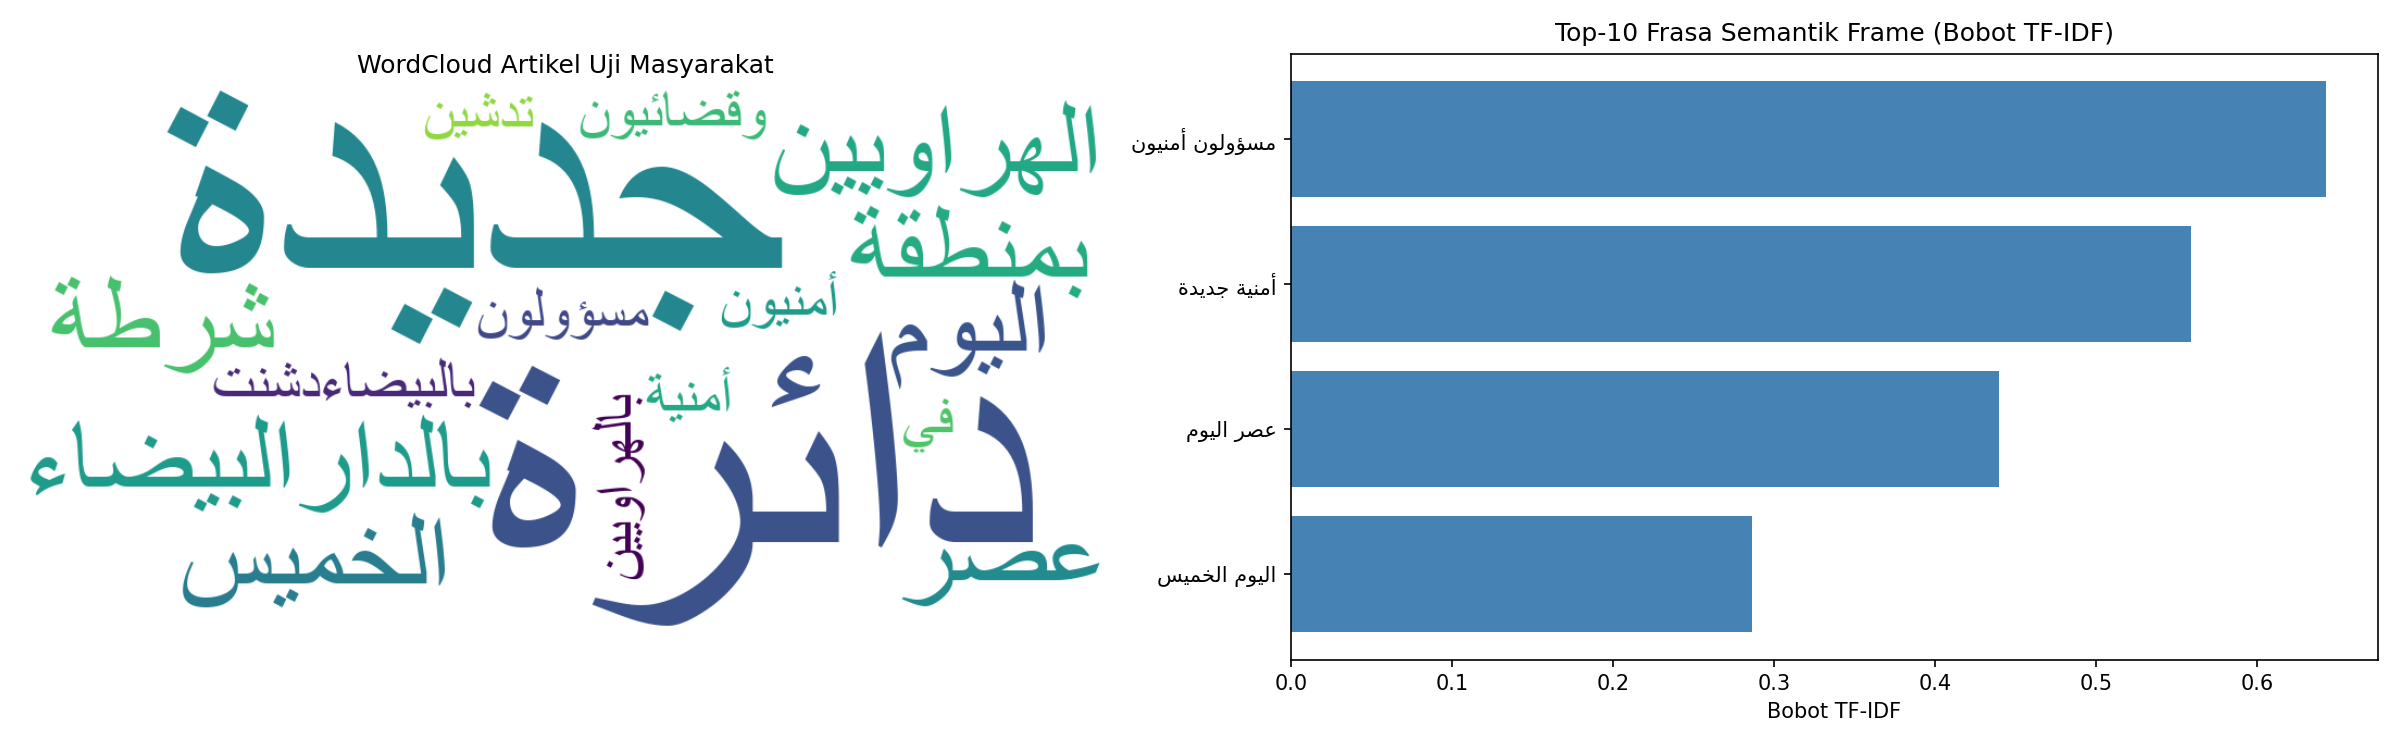 WordCloud Artikel Uji Masyarakat
تدشين
وقضائيون
الهراويين
جديدة
بمنطقة
شرطة
مسؤولون
أمنيون
اليوم
بالبيضاءدشنت
أمنية
في
دائرة
بالهراويين
بالدار البيضاء
الخميس
عصر
Top-10 Frasa Semantik Frame (Bobot TF-IDF)
مسؤولون أمنيون
أمنية جديدة
عصر اليوم
اليوم الخميس
0.0 0.1 0.2 0.3 0.4 0.5 0.6
Bobot TF-IDF